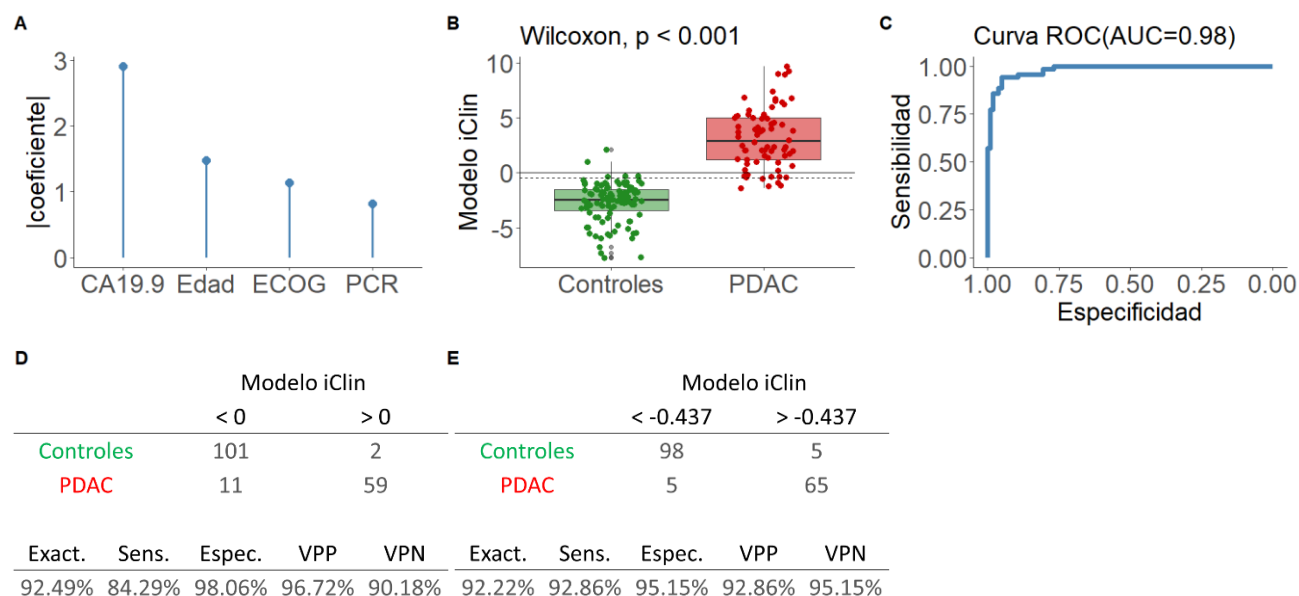 A
|coeficiente|
3
2
1
0
CA19.9 Edad ECOG PCR
B
Wilcoxon, p < 0.001
Modelo iClin
10
5
0
-5
Controles PDAC
C
Curva ROC(AUC=0.98)
Sensibilidad
1.00
0.75
0.50
0.25
0.00
1.00 0.75 0.50 0.25 0.00
Especificidad
D
Modelo iClin
< 0 > 0
Controles 101 2
PDAC 11 59
Exact. Sens. Espec. VPP VPN
92.49% 84.29% 98.06% 96.72% 90.18%
E
Modelo iClin
< -0.437 > -0.437
Controles 98 5
PDAC 5 65
Exact. Sens. Espec. VPP VPN
92.22% 92.86% 95.15% 92.86% 95.15%